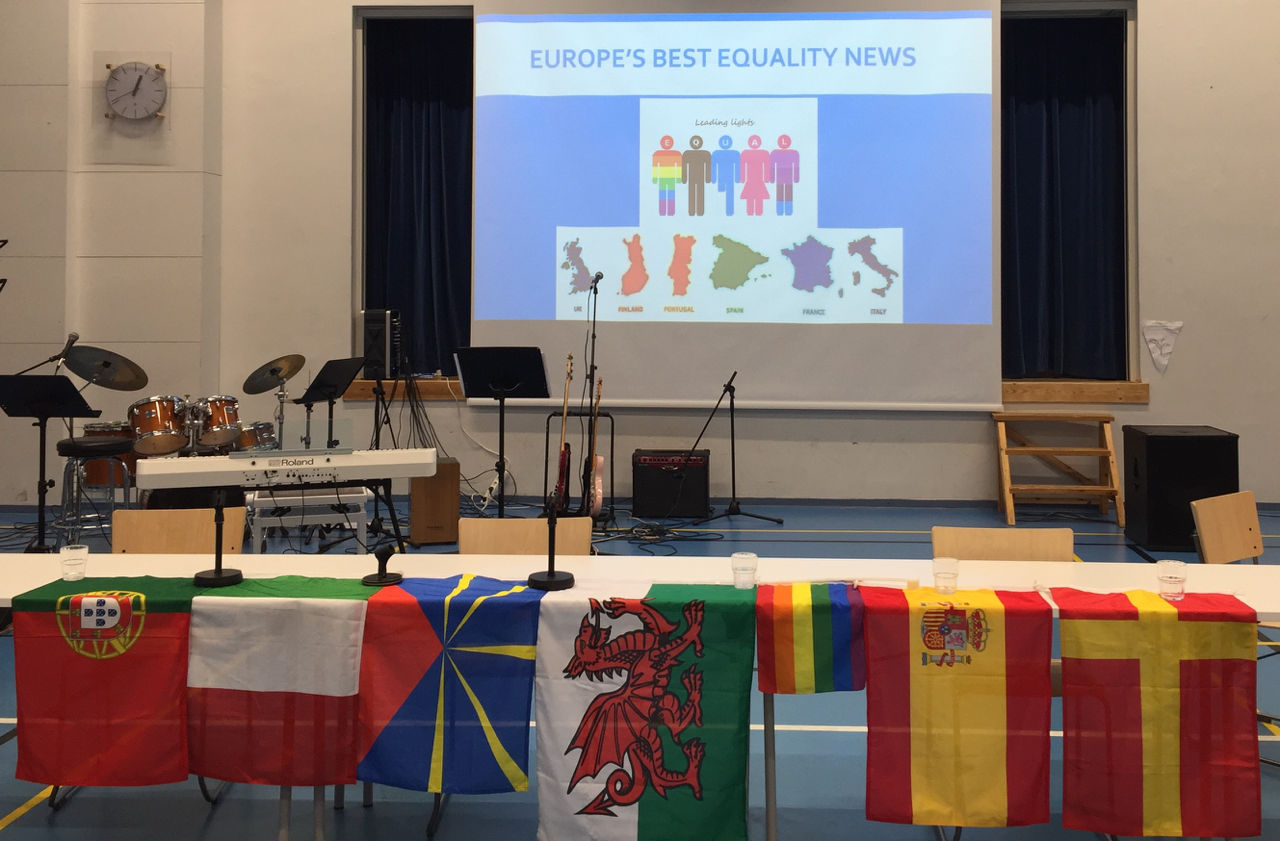 EUROPE'S BEST EQUALITY NEWS
Leading lights
E Q U A L
UK FINLAND PORTUGAL SPAIN FRANCE ITALY
Roland